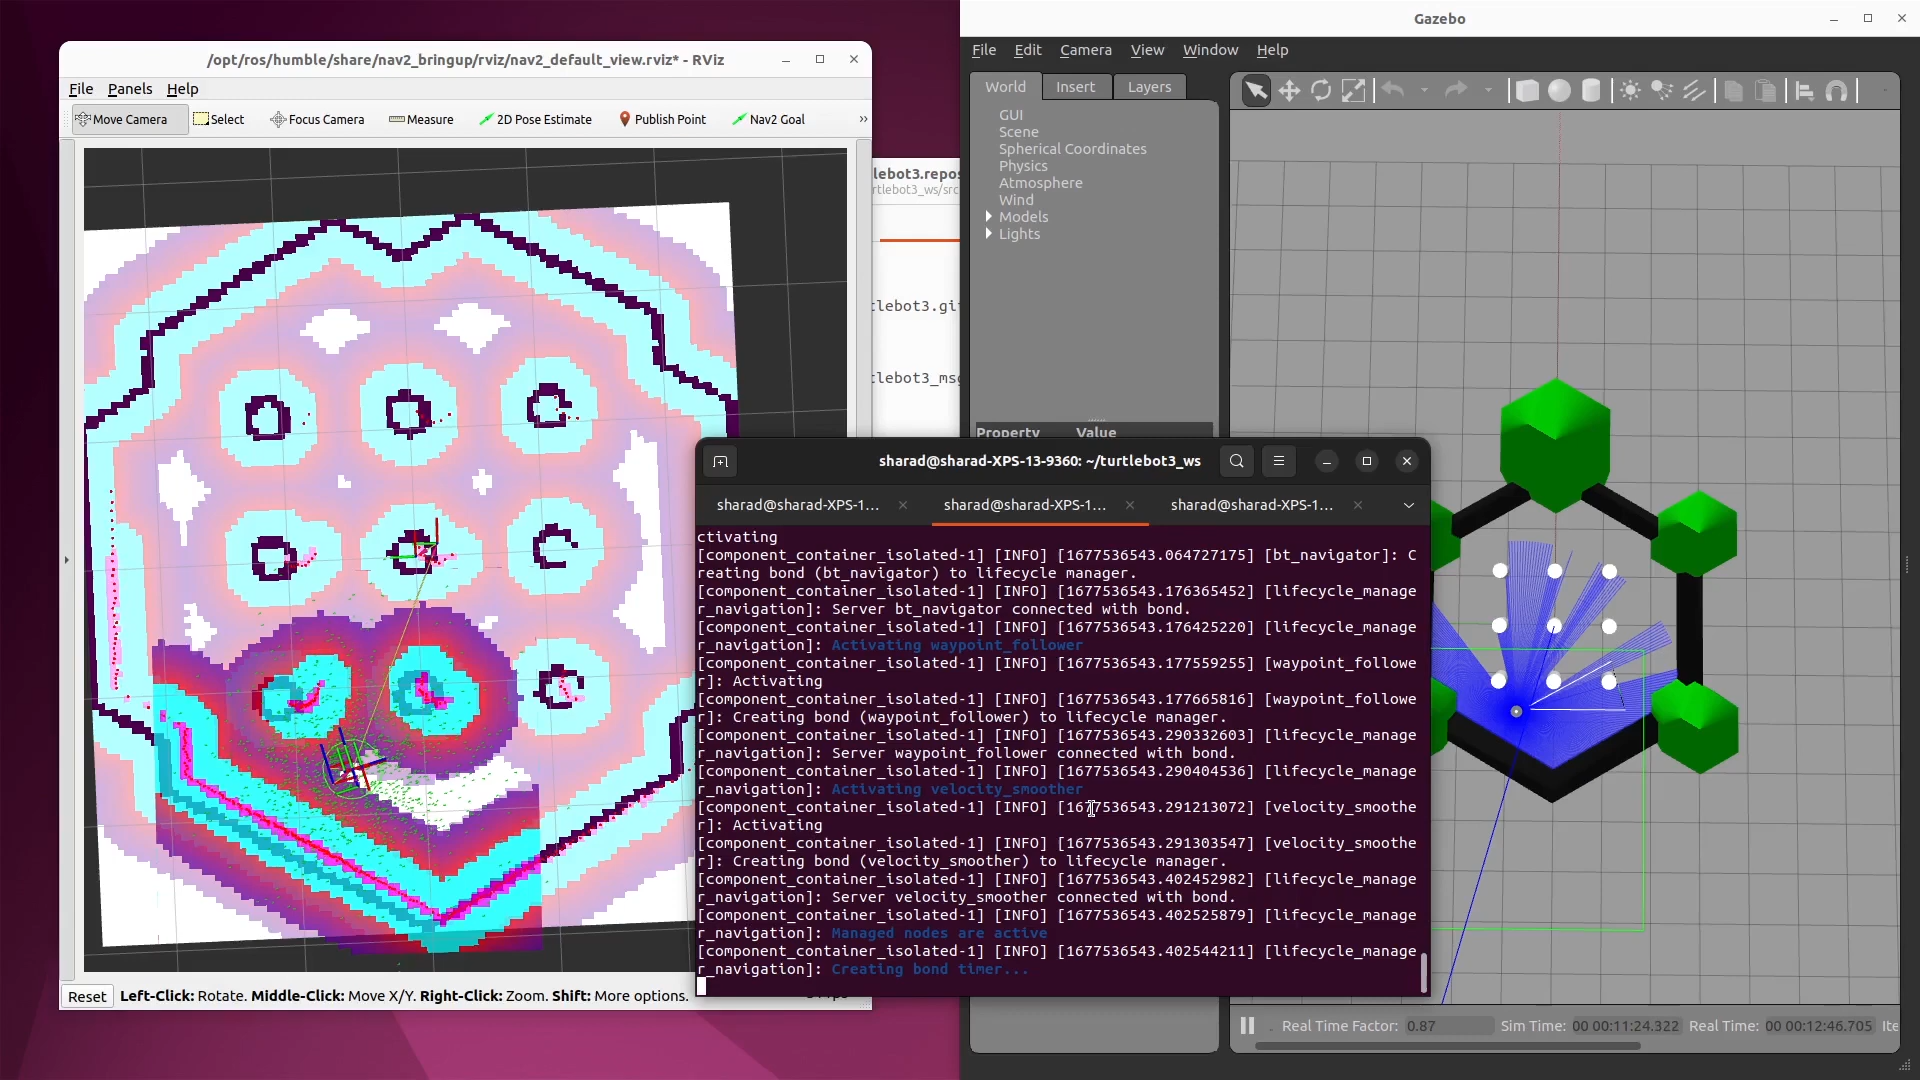 /opt/ros/humble/share/nav2_bringup/rviz/nav2_default_view.rviz* - RViz
File Panels Help
Move Camera Select Focus Camera Measure 2D Pose Estimate Publish Point Nav2 Goal »
Reset Left-Click: Rotate. Middle-Click: Move X/Y. Right-Click: Zoom. Shift: More options.
lebot3.repos
rtlebot3_ws/src
tlebot3.gi
tlebot3_ms
Gazebo
File Edit Camera View Window Help
World Insert Layers
GUI
Scene
Spherical Coordinates
Physics
Atmosphere
Wind
Models
Lights
Property Value
sharad@sharad-XPS-13-9360: ~/turtlebot3_ws
sharad@sharad-XPS-1... sharad@sharad-XPS-1... sharad@sharad-XPS-1...
ctivating
[component_container_isolated-1] [INFO] [1677536543.064727175] [bt_navigator]: C
reating bond (bt_navigator) to lifecycle manager.
[component_container_isolated-1] [INFO] [1677536543.176365452] [lifecycle_manage
r_navigation]: Server bt_navigator connected with bond.
[component_container_isolated-1] [INFO] [1677536543.176425220] [lifecycle_manage
r_navigation]: Activating waypoint_follower
[component_container_isolated-1] [INFO] [1677536543.177559255] [waypoint_followe
r]: Activating
[component_container_isolated-1] [INFO] [1677536543.177665816] [waypoint_followe
r]: Creating bond (waypoint_follower) to lifecycle manager.
[component_container_isolated-1] [INFO] [1677536543.290332603] [lifecycle_manage
r_navigation]: Server waypoint_follower connected with bond.
[component_container_isolated-1] [INFO] [1677536543.290404536] [lifecycle_manage
r_navigation]: Activating velocity_smoother
[component_container_isolated-1] [INFO] [1677536543.291213072] [velocity_smoothe
r]: Activating
[component_container_isolated-1] [INFO] [1677536543.291303547] [velocity_smoothe
r]: Creating bond (velocity_smoother) to lifecycle manager.
[component_container_isolated-1] [INFO] [1677536543.402452982] [lifecycle_manage
r_navigation]: Server velocity_smoother connected with bond.
[component_container_isolated-1] [INFO] [1677536543.402525879] [lifecycle_manage
r_navigation]: Managed nodes are active
[component_container_isolated-1] [INFO] [1677536543.402544211] [lifecycle_manage
r_navigation]: Creating bond timer...
Real Time Factor: 0.87 Sim Time: 00 00:11:24.322 Real Time: 00 00:12:46.705 Ite